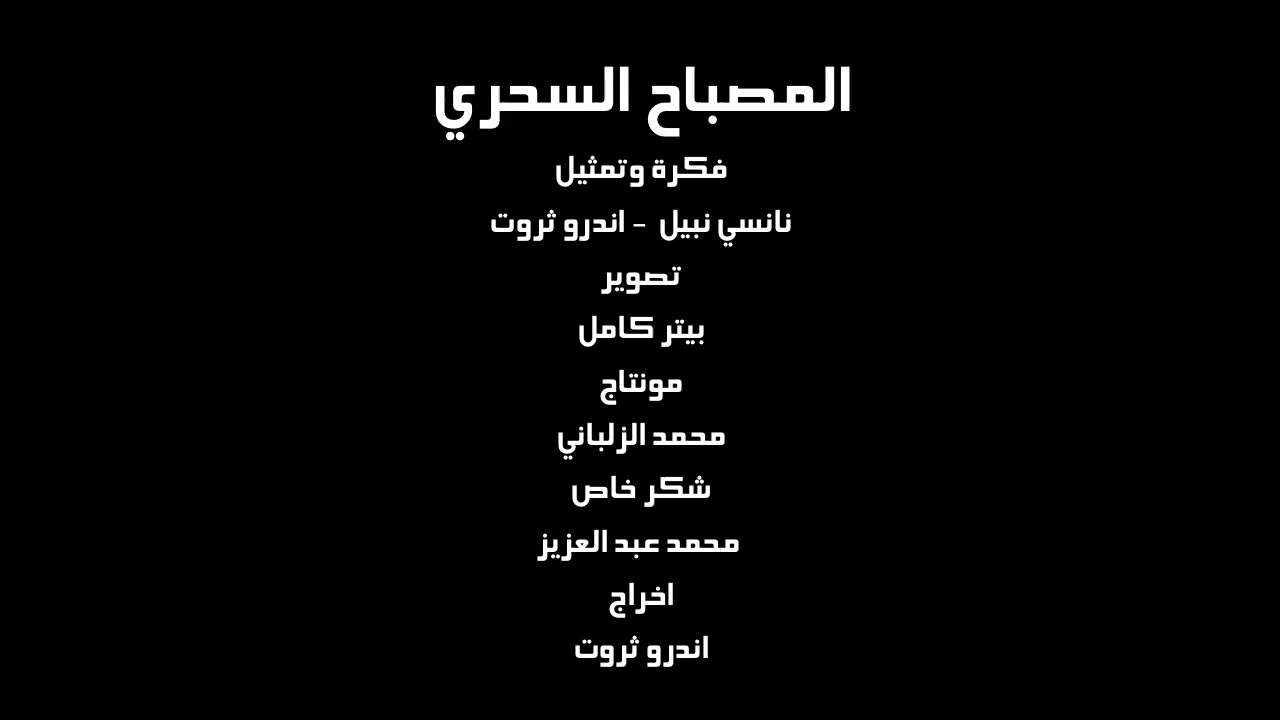 المصباح السحري
فكرة وتمثيل
نانسي نبيل - اندرو ثروت
تصوير
بيتر كامل
مونتاج
محمد الزلباني
شكر خاص
محمد عبد العزيز
اخراج
اندرو ثروت